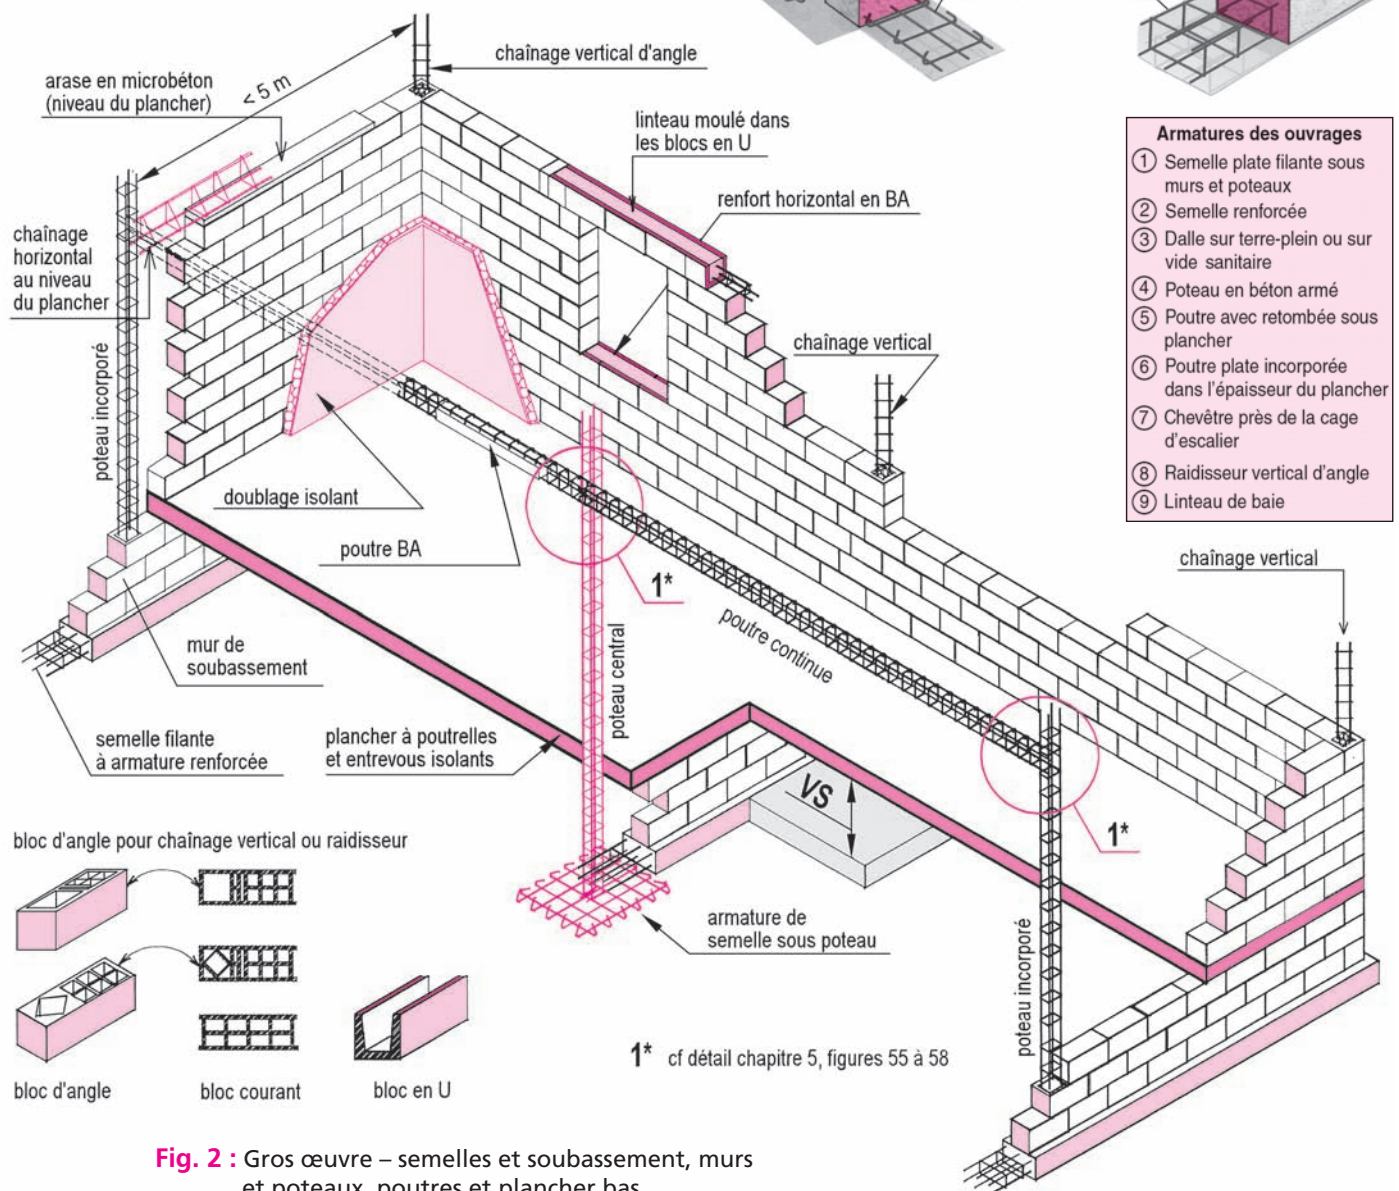 chaînage vertical d'angle
arase en microbéton
(niveau du plancher)
< 5 m
linteau moulé dans
les blocs en U
renfort horizontal en BA
Armatures des ouvrages
1 Semelle plate filante sous
murs et poteaux
2 Semelle renforcée
3 Dalle sur terre-plein ou sur
vide sanitaire
4 Poteau en béton armé
5 Poutre avec retombée sous
plancher
6 Poutre plate incorporée
dans l'épaisseur du plancher
7 Chevêtre près de la cage
d'escalier
8 Raidisseur vertical d'angle
9 Linteau de baie
chaînage
horizontal
au niveau
du plancher
poteau incorporé
chaînage vertical
doublage isolant
poutre BA
1*
chaînage vertical
mur de
soubassement
poteau central
poutre continue
semelle filante
à armature renforcée
plancher à poutrelles
et entrevous isolants
VS
1*
bloc d'angle pour chaînage vertical ou raidisseur
armature de
semelle sous poteau
poteau incorporé
1* cf détail chapitre 5, figures 55 à 58
bloc d'angle
bloc courant
bloc en U
Fig. 2 : Gros œuvre – semelles et soubassement, murs
et poteaux, poutres et plancher bas